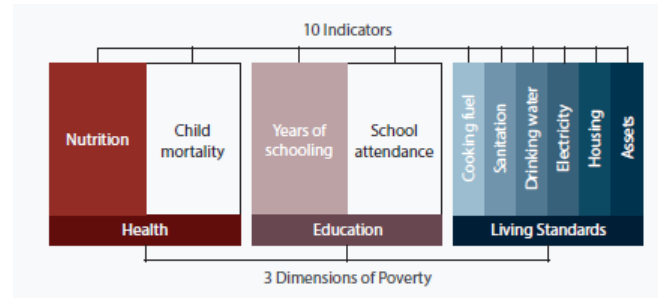 10 Indicators
Nutrition
Child
mortality
Years of
schooling
School
attendance
Cooking fuel
Sanitation
Drinking water
Electricity
Housing
Assets
Health
Education
Living Standards
3 Dimensions of Poverty